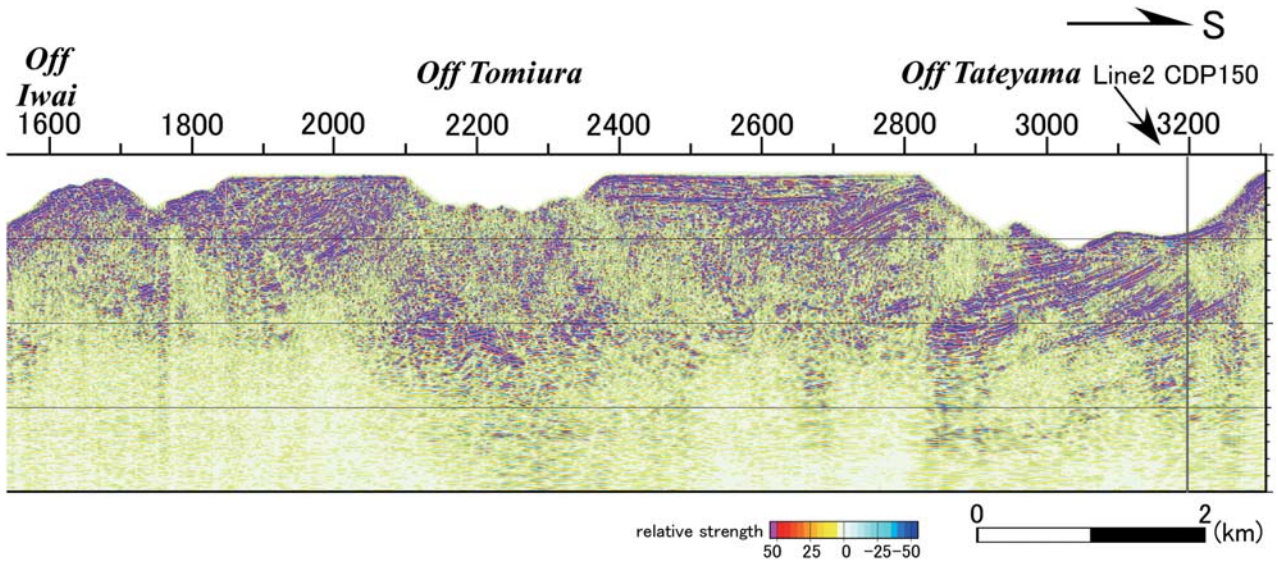 S
Off
Iwai
Off Tomiura
Off Tateyama
Line2 CDP150
1600 1800 2000 2200 2400 2600 2800 3000 3200
relative strength
50 25 0 -25-50
0 2
(km)